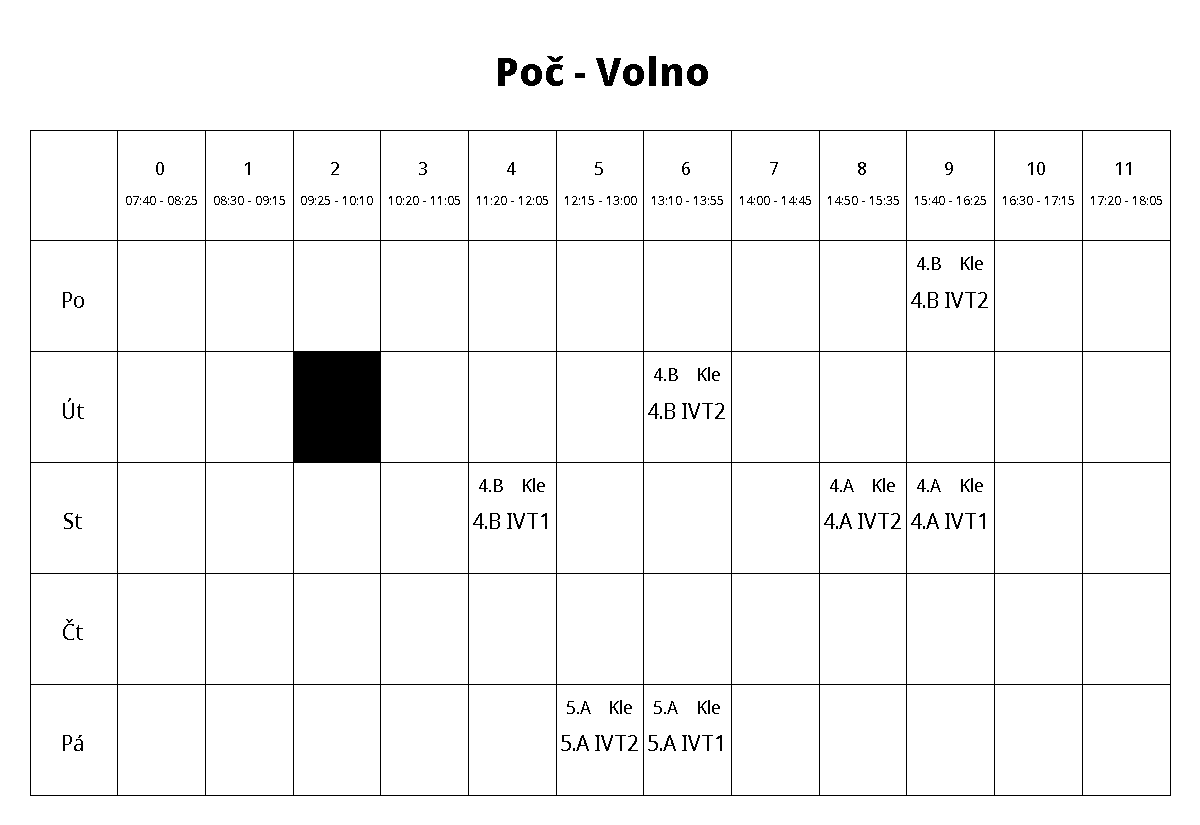 Poč - Volno
0 1 2 3 4 5 6 7 8 9 10 11
07:40 - 08:25 08:30 - 09:15 09:25 - 10:10 10:20 - 11:05 11:20 - 12:05 12:15 - 13:00 13:10 - 13:55 14:00 - 14:45 14:50 - 15:35 15:40 - 16:25 16:30 - 17:15 17:20 - 18:05
4.B Kle
Po 4.B IVT2
4.B Kle
Út 4.B IVT2
4.B Kle 4.A Kle 4.A Kle
St 4.B IVT1 4.A IVT2 4.A IVT1
Čt
5.A Kle 5.A Kle
Pá 5.A IVT2 5.A IVT1